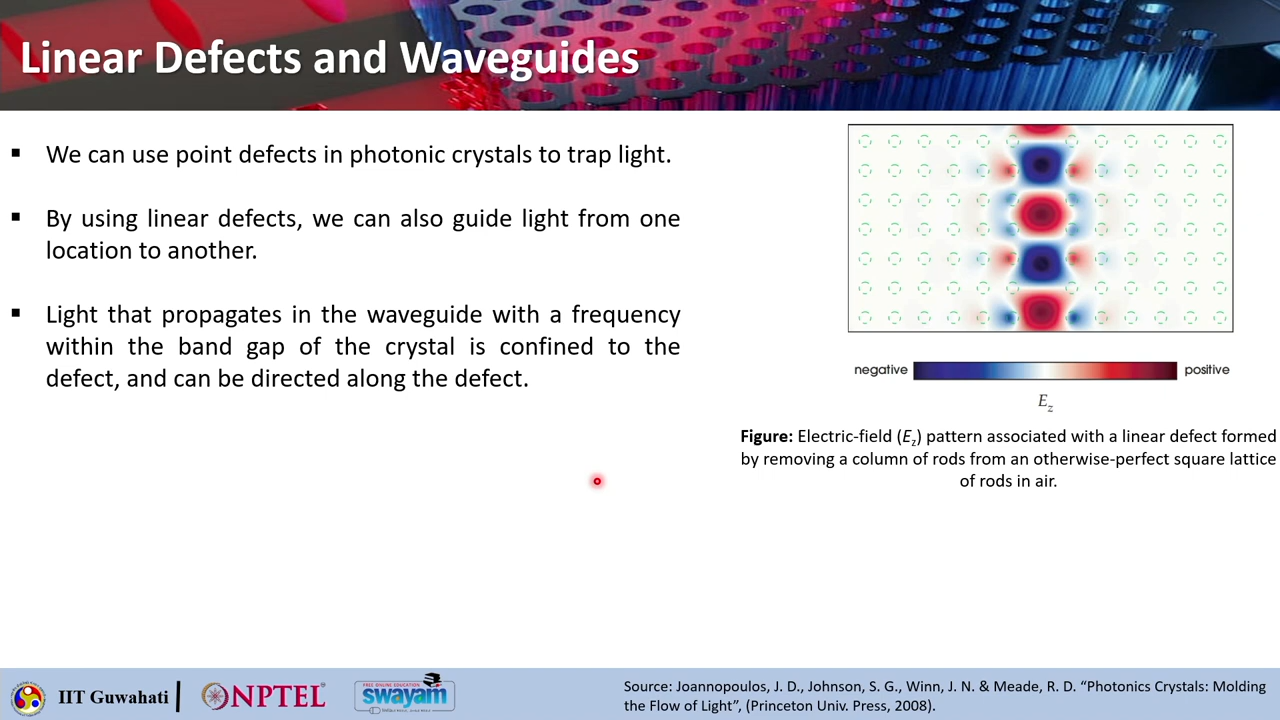 Linear Defects and Waveguides
▪ We can use point defects in photonic crystals to trap light.
▪ By using linear defects, we can also guide light from one
location to another.
▪ Light that propagates in the waveguide with a frequency
within the band gap of the crystal is confined to the
defect, and can be directed along the defect.
negative positive
E_z
Figure: Electric-field (E_z) pattern associated with a linear defect formed
by removing a column of rods from an otherwise-perfect square lattice
of rods in air.
IIT Guwahati
NPTEL
FREE ONLINE EDUCATION
swayam
Source: Joannopoulos, J. D., Johnson, S. G., Winn, J. N. & Meade, R. D. “Photonics Crystals: Molding
the Flow of Light”, (Princeton Univ. Press, 2008).